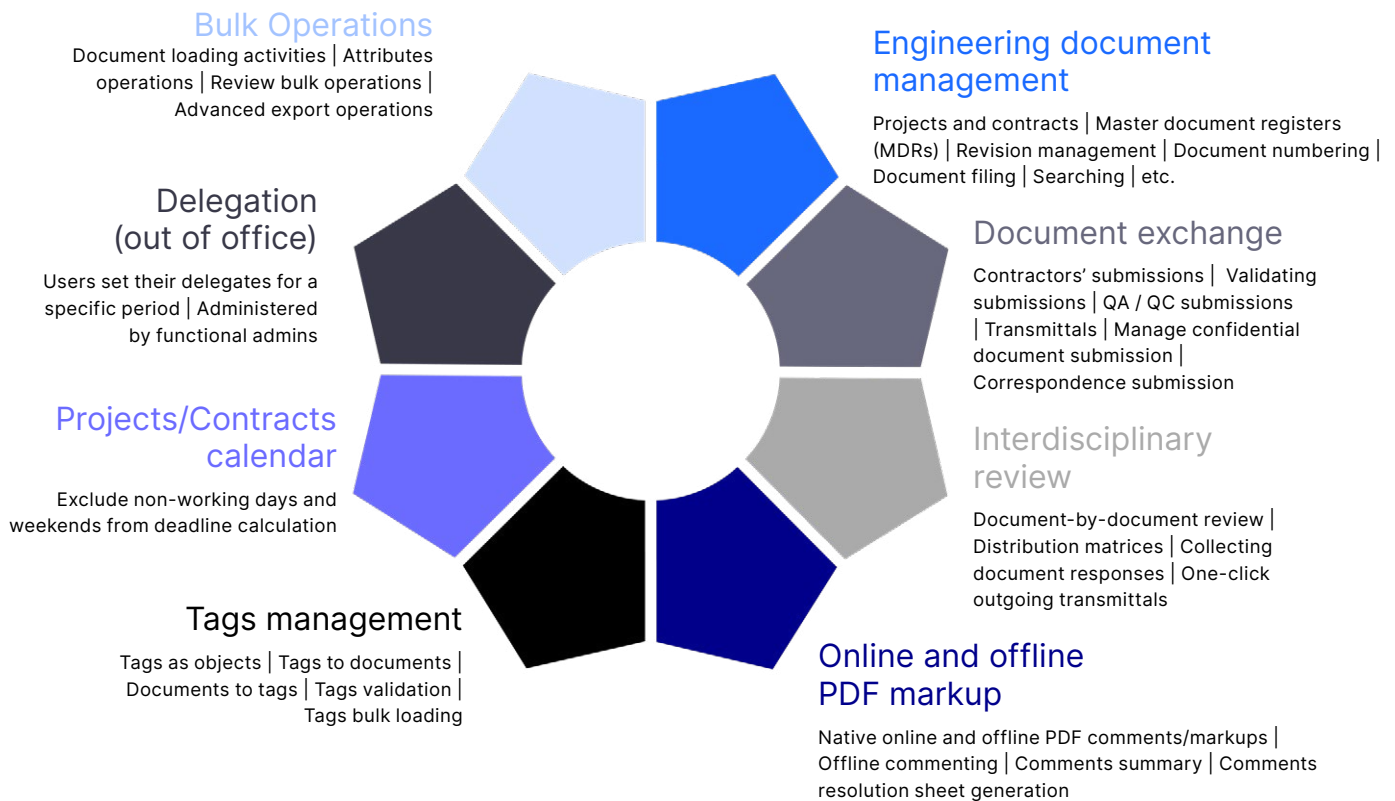 Bulk Operations
Document loading activities | Attributes
operations | Review bulk operations |
Advanced export operations
Engineering document
management
Projects and contracts | Master document registers
(MDRs) | Revision management | Document numbering |
Document filing | Searching | etc.
Delegation
(out of office)
Users set their delegates for a
specific period | Administered
by functional admins
Document exchange
Contractors’ submissions | Validating
submissions | QA / QC submissions
| Transmittals | Manage confidential
document submission |
Correspondence submission
Projects/Contracts
calendar
Exclude non-working days and
weekends from deadline calculation
Interdisciplinary
review
Document-by-document review |
Distribution matrices | Collecting
document responses | One-click
outgoing transmittals
Tags management
Tags as objects | Tags to documents |
Documents to tags | Tags validation |
Tags bulk loading
Online and offline
PDF markup
Native online and offline PDF comments/markups |
Offline commenting | Comments summary | Comments
resolution sheet generation